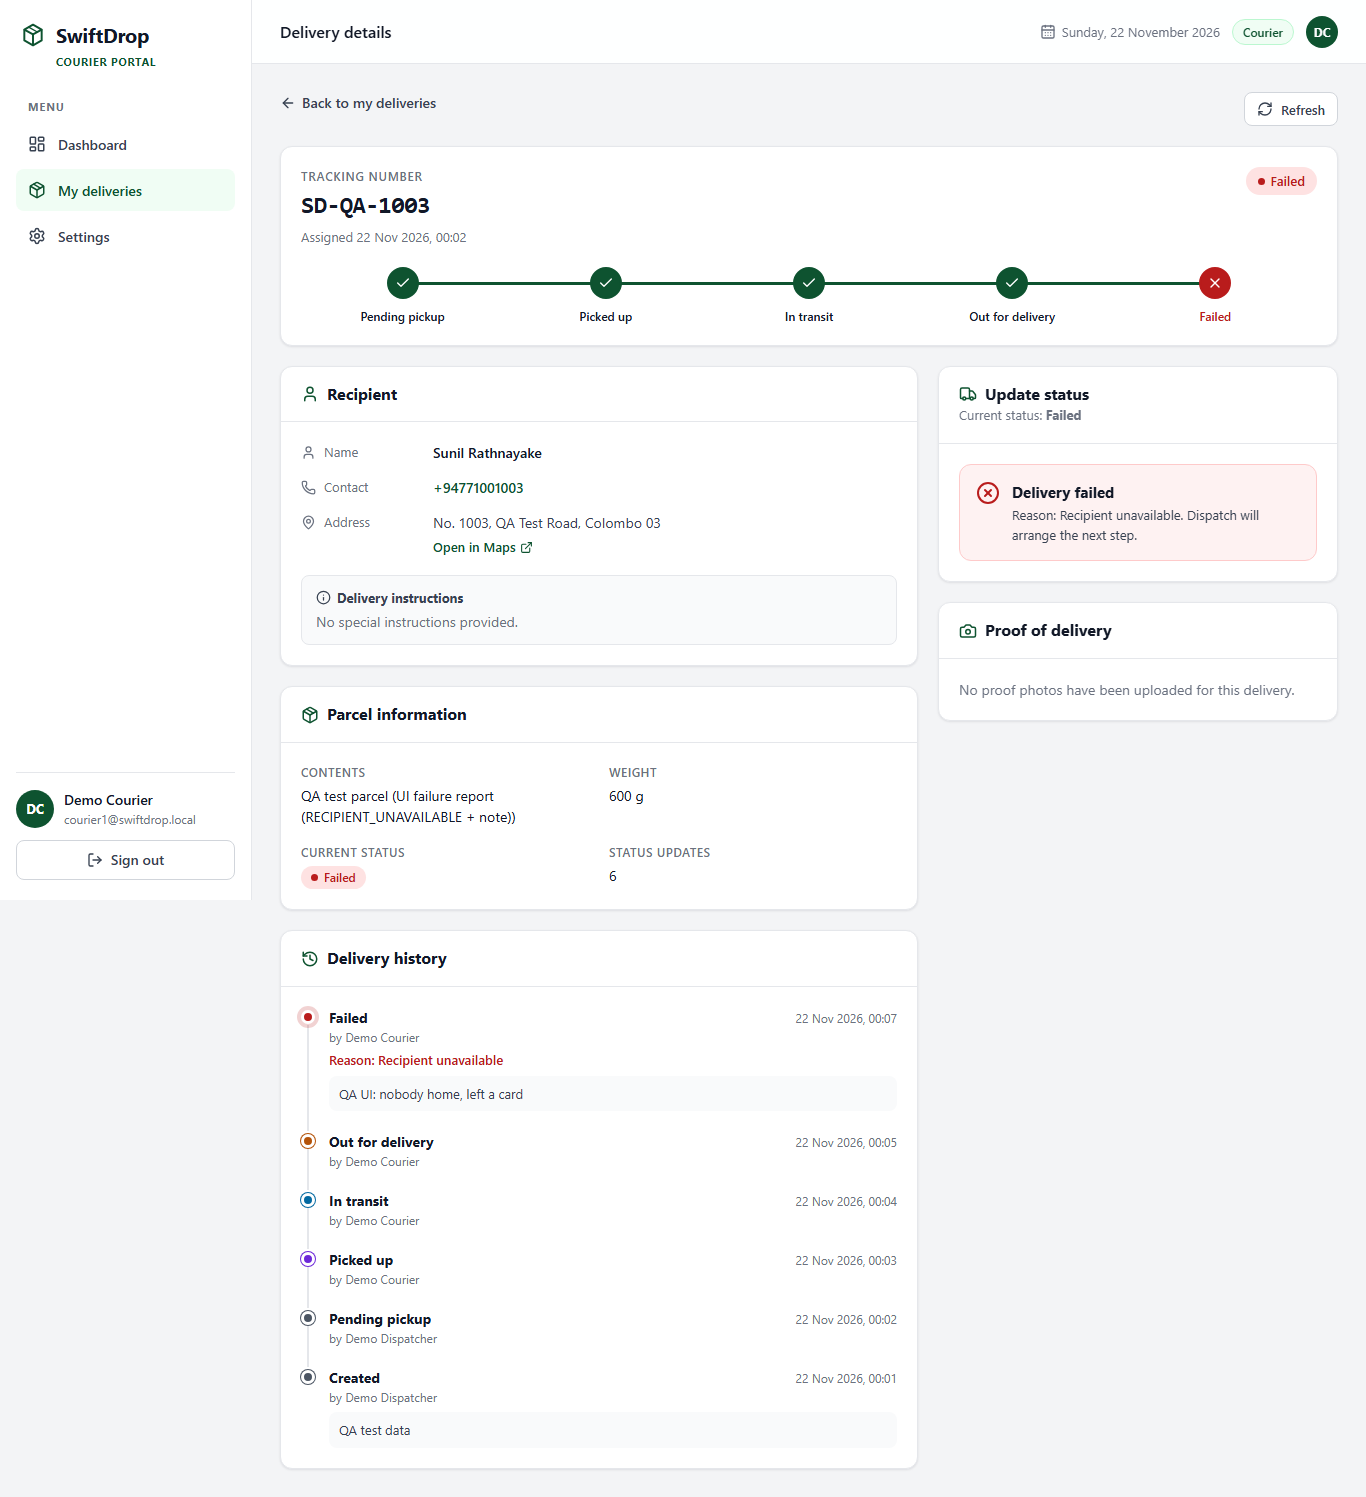 SwiftDrop
COURIER PORTAL
MENU
Dashboard
My deliveries
Settings
DC
Demo Courier
courier1@swiftdrop.local
Sign out
Delivery details
Sunday, 22 November 2026
Courier
DC
Back to my deliveries
Refresh
TRACKING NUMBER
SD-QA-1003
Assigned 22 Nov 2026, 00:02
Failed
Pending pickup
Picked up
In transit
Out for delivery
Failed
Recipient
Name
Sunil Rathnayake
Contact
+94771001003
Address
No. 1003, QA Test Road, Colombo 03
Open in Maps
Delivery instructions
No special instructions provided.
Parcel information
CONTENTS
QA test parcel (UI failure report
(RECIPIENT_UNAVAILABLE + note))
WEIGHT
600 g
CURRENT STATUS
Failed
STATUS UPDATES
6
Delivery history
Failed
22 Nov 2026, 00:07
by Demo Courier
Reason: Recipient unavailable
QA UI: nobody home, left a card
Out for delivery
22 Nov 2026, 00:05
by Demo Courier
In transit
22 Nov 2026, 00:04
by Demo Courier
Picked up
22 Nov 2026, 00:03
by Demo Courier
Pending pickup
22 Nov 2026, 00:02
by Demo Dispatcher
Created
22 Nov 2026, 00:01
by Demo Dispatcher
QA test data
Update status
Current status: Failed
Delivery failed
Reason: Recipient unavailable. Dispatch will
arrange the next step.
Proof of delivery
No proof photos have been uploaded for this delivery.